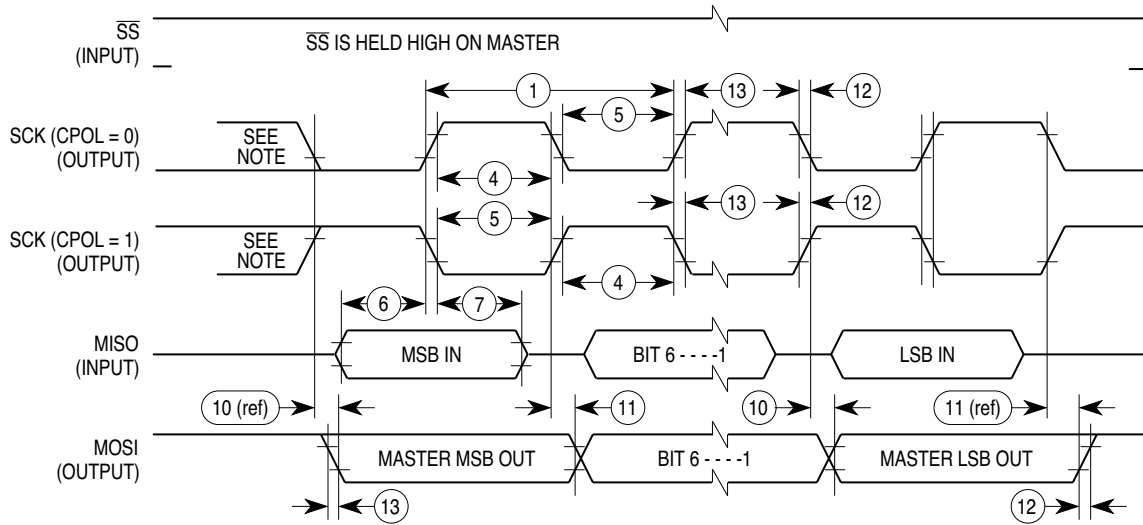 SS
(INPUT)
SS IS HELD HIGH ON MASTER
1
13
12
5
SCK (CPOL = 0)
(OUTPUT)
SEE
NOTE
4
5
13
12
SCK (CPOL = 1)
(OUTPUT)
SEE
NOTE
4
6
7
MISO
(INPUT)
MSB IN
BIT 6 - - - -1
LSB IN
10 (ref)
11
10
11 (ref)
MOSI
(OUTPUT)
MASTER MSB OUT
BIT 6 - - - -1
MASTER LSB OUT
13
12